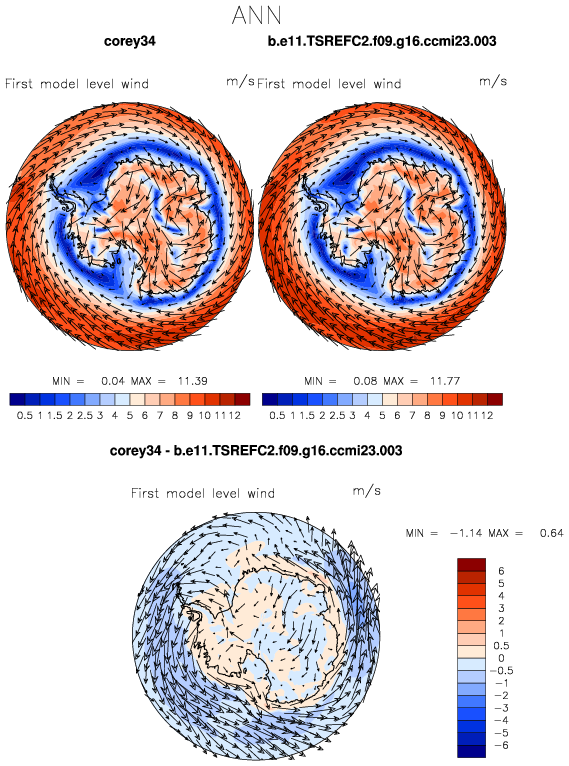 ANN
corey34
b.e11.TSREFC2.f09.g16.ccmi23.003
First model level wind m/s
First model level wind m/s
MIN = 0.04 MAX = 11.39
MIN = 0.08 MAX = 11.77
0.5 1 1.5 2 2.5 3 4 5 6 7 8 9 10 11 12
0.5 1 1.5 2 2.5 3 4 5 6 7 8 9 10 11 12
corey34 - b.e11.TSREFC2.f09.g16.ccmi23.003
First model level wind m/s
MIN = -1.14 MAX = 0.64
6
5
4
3
2
1
0.5
0
-0.5
-1
-2
-3
-4
-5
-6